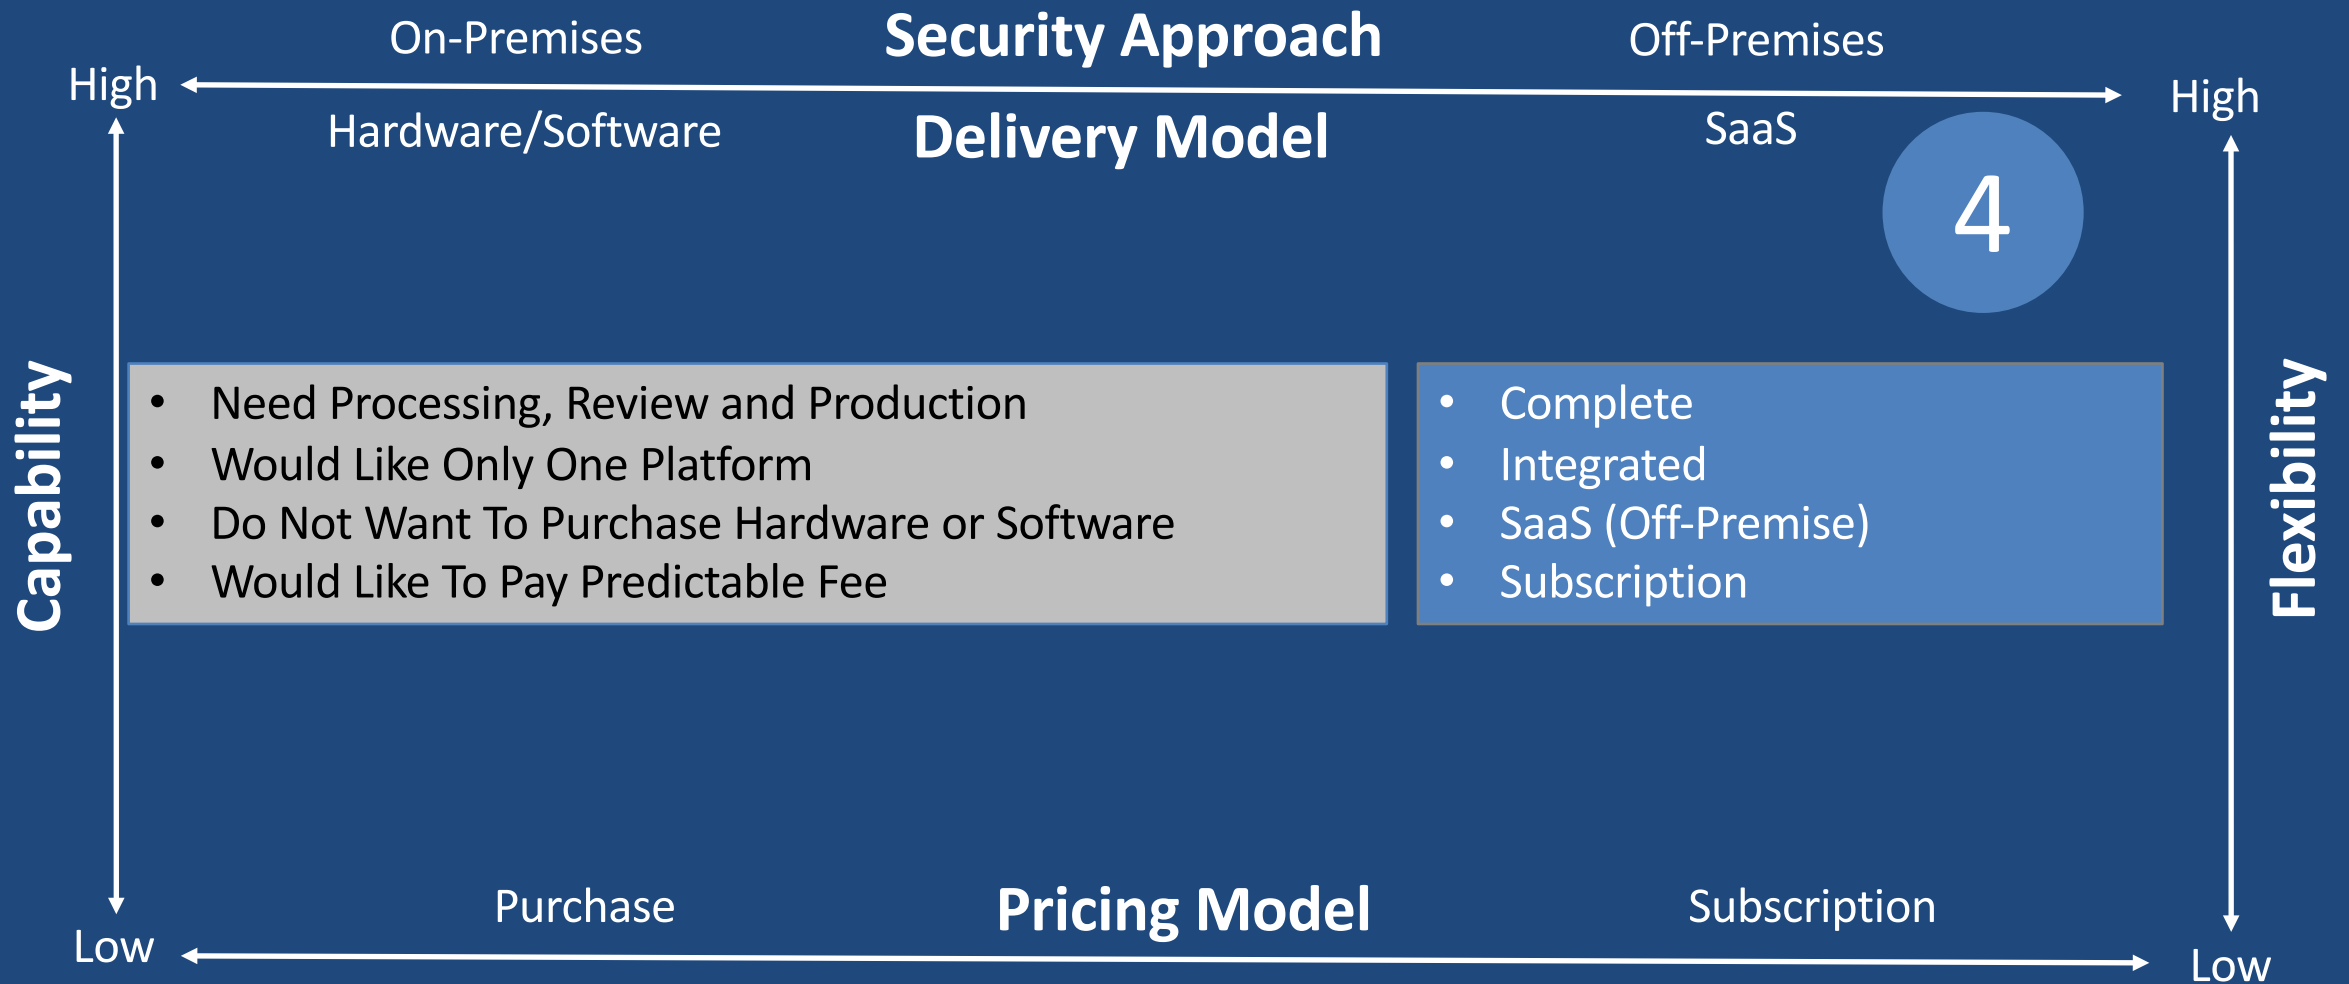 On-Premises
Security Approach
Off-Premises
High
High
Hardware/Software
Delivery Model
SaaS
4
Capability
• Need Processing, Review and Production
• Would Like Only One Platform
• Do Not Want To Purchase Hardware or Software
• Would Like To Pay Predictable Fee
• Complete
• Integrated
• SaaS (Off-Premise)
• Subscription
Flexibility
Purchase
Pricing Model
Subscription
Low
Low